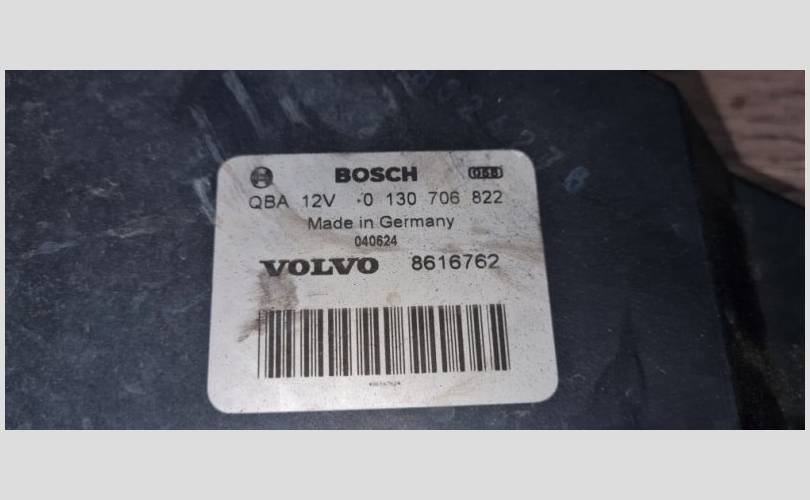 BOSCH
QBA 12V 0 130 706 822
Made in Germany
040624
VOLVO 8616762